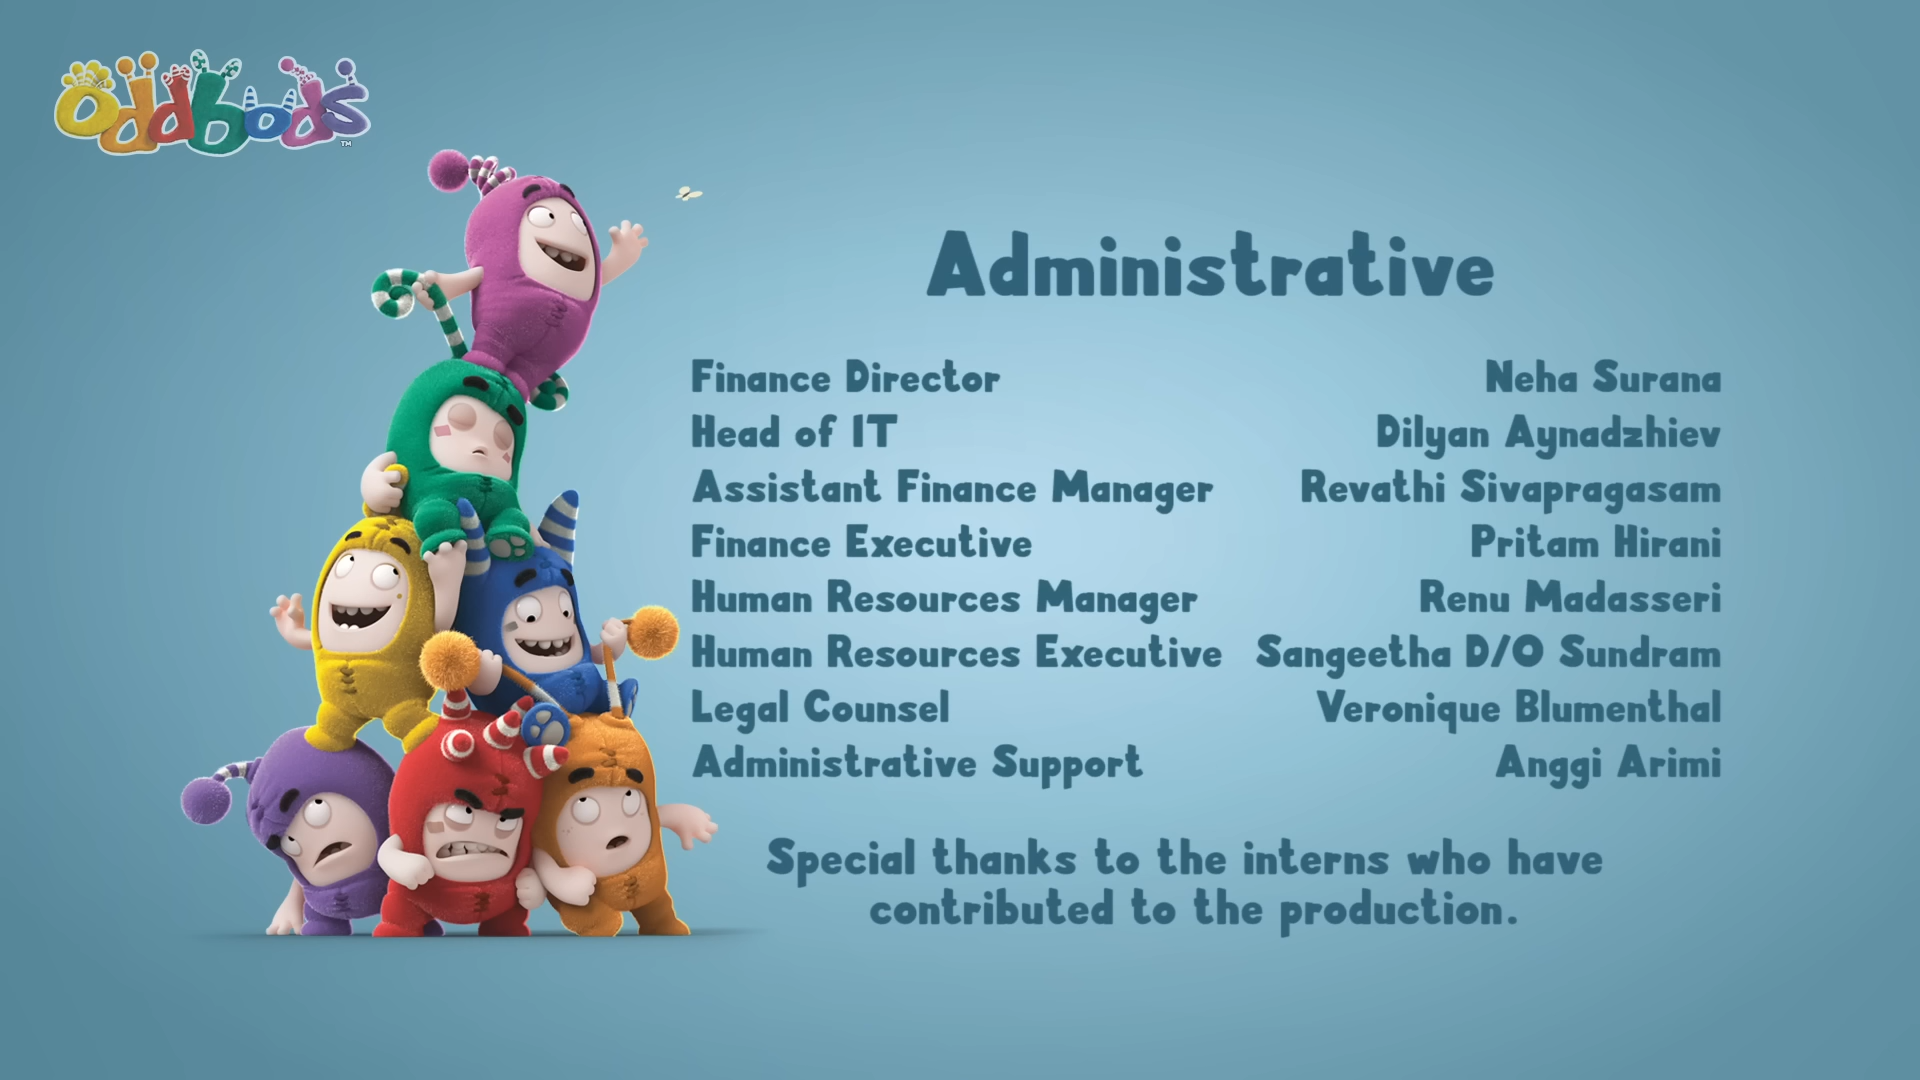 Oddbods™
Administrative
Finance Director Neha Surana
Head of IT Dilyan Aynadzhiev
Assistant Finance Manager Revathi Sivapragasam
Finance Executive Pritam Hirani
Human Resources Manager Renu Madasseri
Human Resources Executive Sangeetha D/O Sundram
Legal Counsel Veronique Blumenthal
Administrative Support Anggi Arimi
Special thanks to the interns who have
contributed to the production.